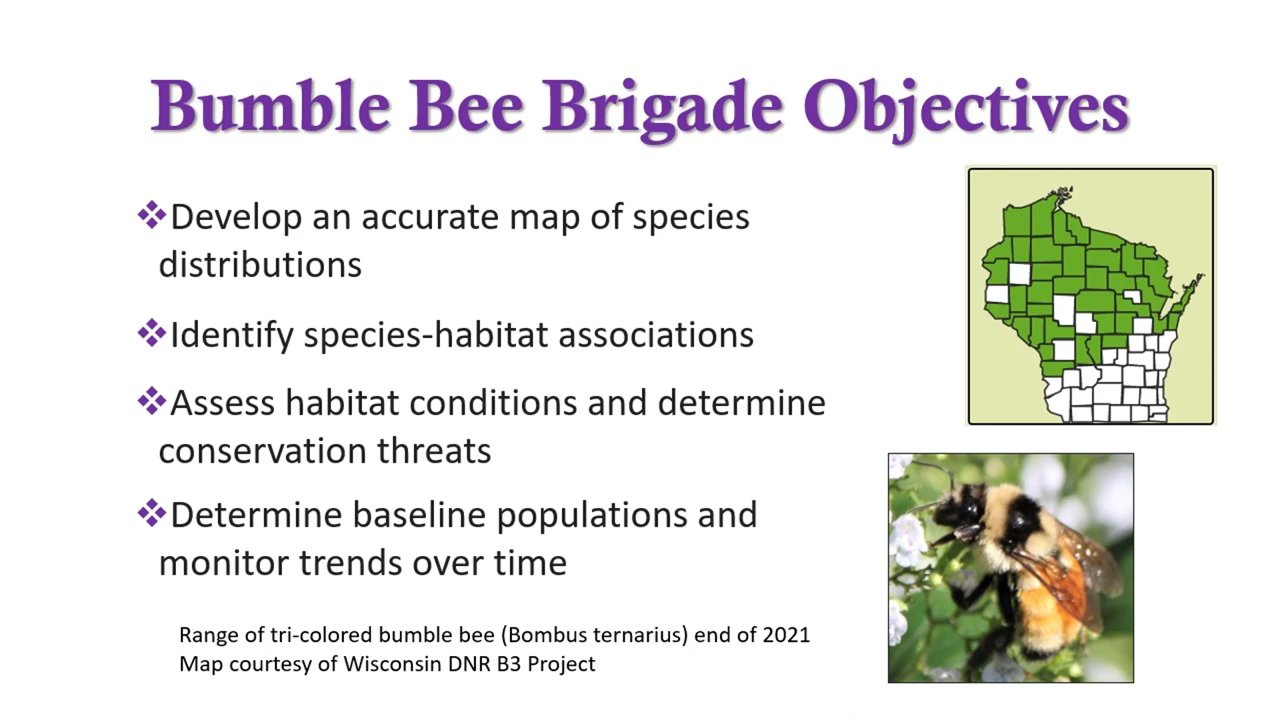 Bumble Bee Brigade Objectives
❖Develop an accurate map of species
distributions
❖Identify species-habitat associations
❖Assess habitat conditions and determine
conservation threats
❖Determine baseline populations and
monitor trends over time
Range of tri-colored bumble bee (Bombus ternarius) end of 2021
Map courtesy of Wisconsin DNR B3 Project